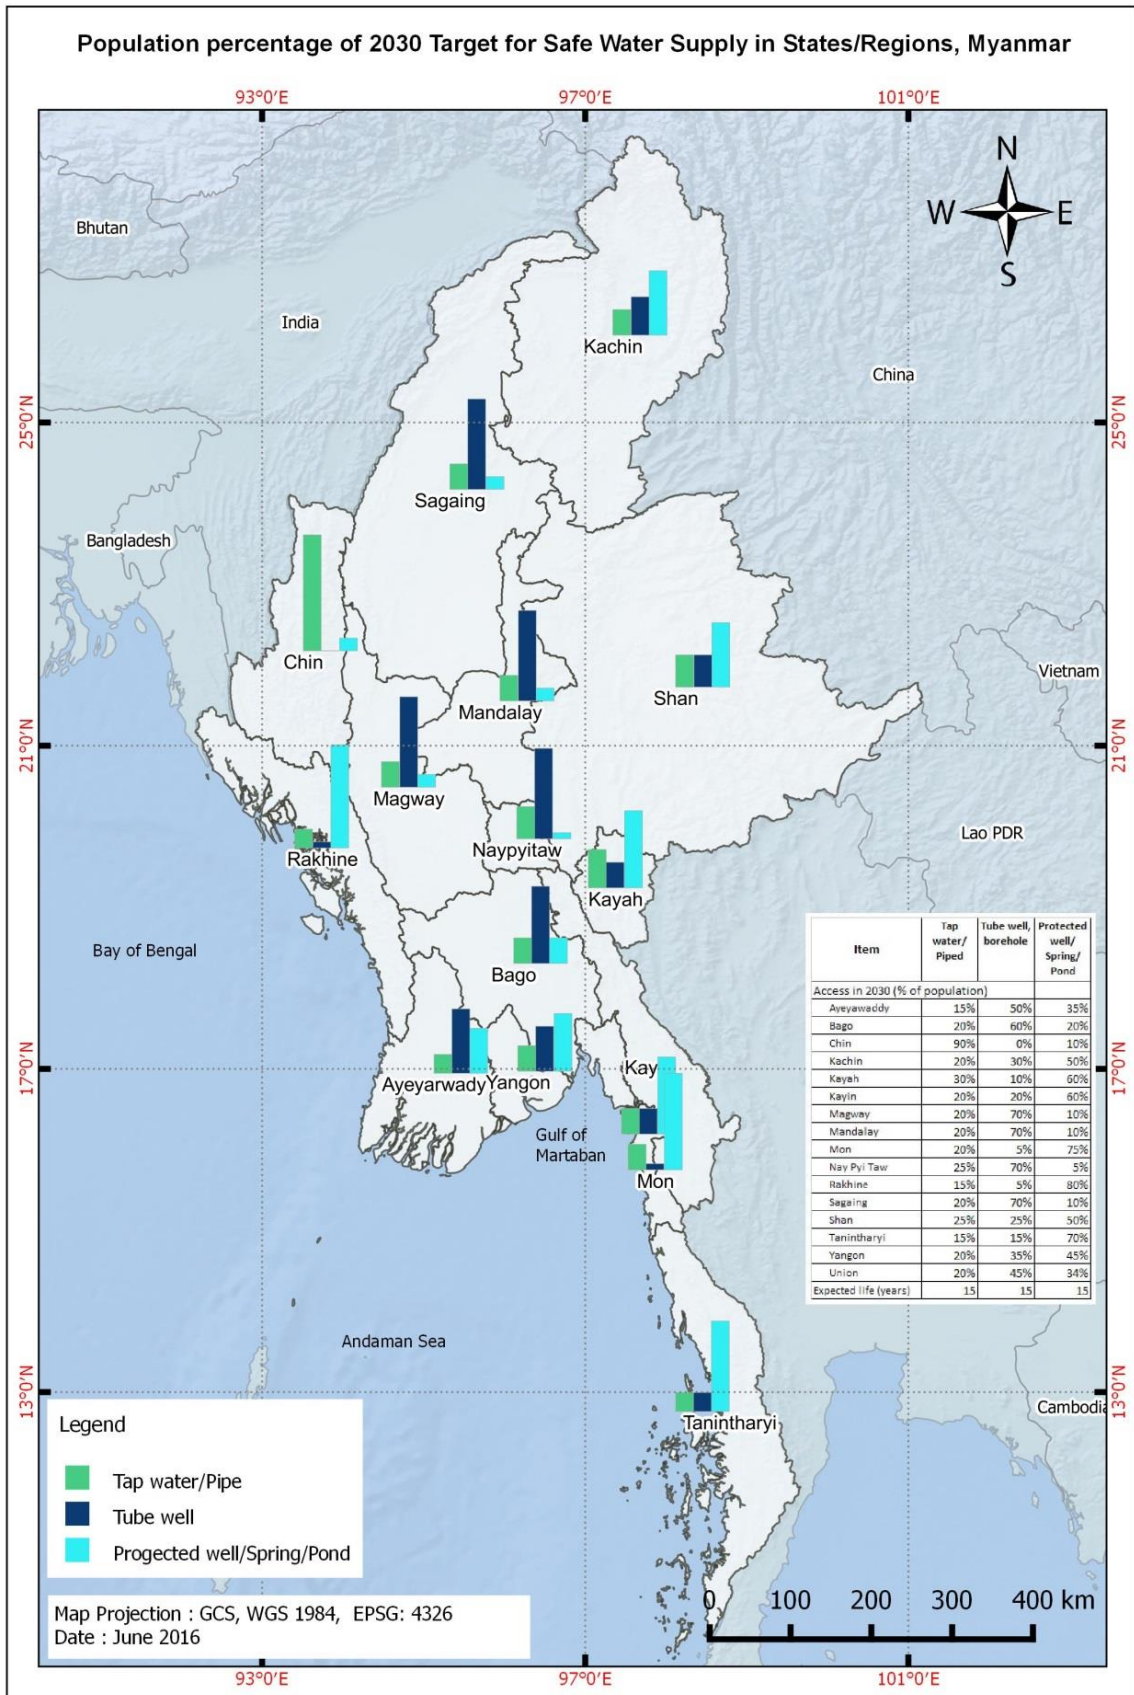 Population percentage of 2030 Target for Safe Water Supply in States/Regions, Myanmar
93°0'E 97°0'E 101°0'E
N
W E
S
Bhutan
India
China
Kachin
25°0'N 25°0'N
Sagaing
Bangladesh
Chin
Mandalay
Shan
Vietnam
21°0'N 21°0'N
Magway
Naypyitaw
Rakhine
Lao PDR
Kayah
Bay of Bengal
Bago
Item Tap water/ Piped Tube well, borehole Protected well/ Spring/ Pond
Access in 2030 (% of population)
Ayeyawaddy 15% 50% 35%
Bago 20% 60% 20%
Chin 90% 0% 10%
Kachin 20% 30% 50%
Kayah 30% 10% 60%
Kayin 20% 20% 60%
Magway 20% 70% 10%
Mandalay 20% 70% 10%
Mon 20% 5% 75%
Nay Pyi Taw 25% 70% 5%
Rakhine 15% 5% 80%
Sagaing 20% 70% 10%
Shan 25% 25% 50%
Tanintharyi 15% 15% 70%
Yangon 20% 35% 45%
Union 20% 45% 34%
Expected life (years) 15 15 15
17°0'N 17°0'N
Ayeyarwady Yangon
Kay
Gulf of
Martaban
Mon
Andaman Sea
13°0'N 13°0'N
Cambodia
Tanintharyi
Legend
Tap water/Pipe
Tube well
Progected well/Spring/Pond
0 100 200 300 400 km
Map Projection : GCS, WGS 1984, EPSG: 4326
Date : June 2016
93°0'E 97°0'E 101°0'E